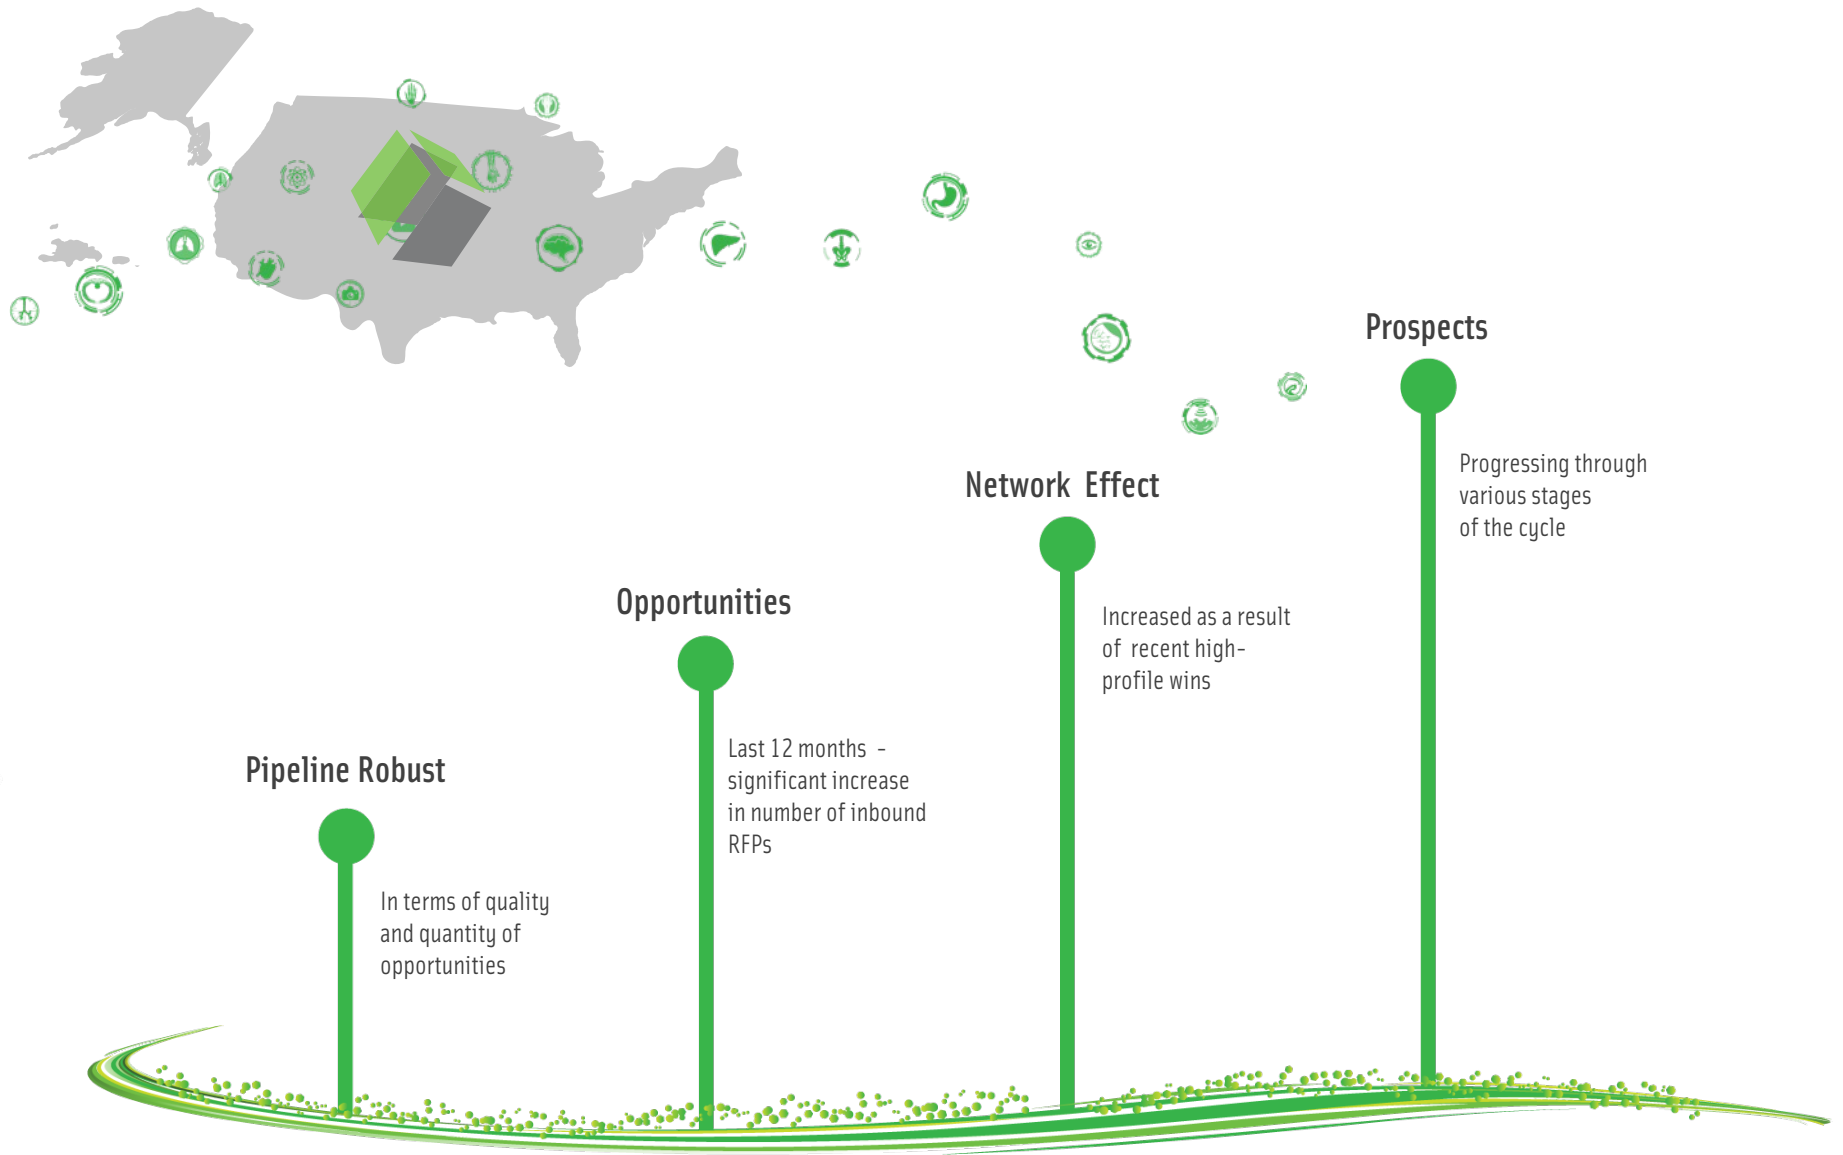 Prospects
Progressing through
various stages
of the cycle
Network Effect
Increased as a result
of recent high-
profile wins
Opportunities
Last 12 months -
significant increase
in number of inbound
RFPs
Pipeline Robust
In terms of quality
and quantity of
opportunities